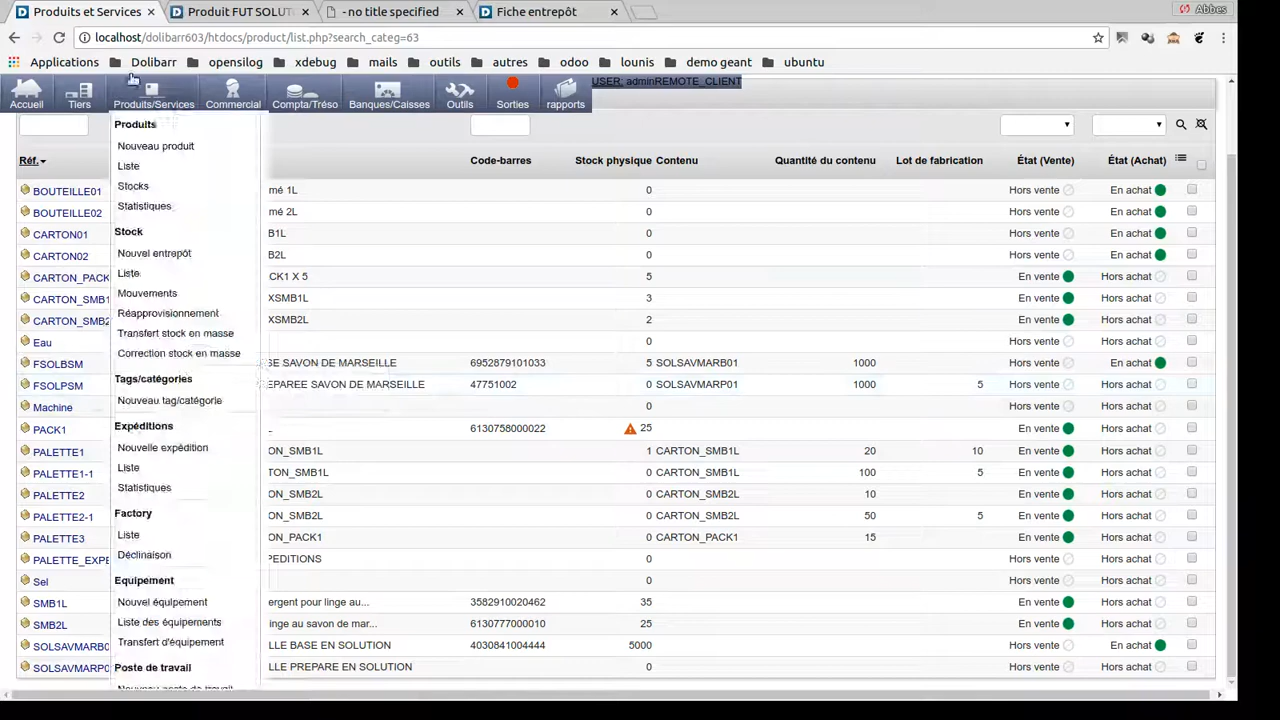 Produits et Services × Produit FUT SOLUT × - no title specified × Fiche entrepôt × Abbes
localhost/dolibarr603/htdocs/product/list.php?search_categ=63
Applications Dolibarr opensilog xdebug mails outils autres odoo lounis demo geant ubuntu
USER: adminREMOTE_CLIENT
Accueil Tiers Produits/Services Commercial Compta/Tréso Banques/Caisses Outils Sorties rapports
Produits
Nouveau produit
Liste
Stocks
Statistiques
Stock
Nouvel entrepôt
Liste
Mouvements
Réapprovisionnement
Transfert stock en masse
Correction stock en masse
Tags/catégories
Nouveau tag/catégorie
Expéditions
Nouvelle expédition
Liste
Statistiques
Factory
Liste
Déclinaison
Equipement
Nouvel équipement
Liste des équipements
Transfert d'équipement
Poste de travail
Réf. Code-barres Stock physique Contenu Quantité du contenu Lot de fabrication État (Vente) État (Achat)
BOUTEILLE01 mé 1L 0 Hors vente En achat
BOUTEILLE02 mé 2L 0 Hors vente En achat
CARTON01 B1L 0 Hors vente En achat
CARTON02 B2L 0 Hors vente En achat
CARTON_PACK CK1 X 5 5 En vente Hors achat
CARTON_SMB1 XSMB1L 3 En vente Hors achat
CARTON_SMB2 XSMB2L 2 En vente Hors achat
Eau 0 Hors vente Hors achat
FSOLBSM SE SAVON DE MARSEILLE 6952879101033 5 SOLSAVMARB01 1000 Hors vente En achat
FSOLPSM EPAREE SAVON DE MARSEILLE 47751002 0 SOLSAVMARP01 1000 5 Hors vente Hors achat
Machine 0 Hors vente Hors achat
PACK1 L 6130758000022 25 En vente Hors achat
PALETTE1 ON_SMB1L 1 CARTON_SMB1L 20 10 En vente Hors achat
PALETTE1-1 TON_SMB1L 0 CARTON_SMB1L 100 5 En vente Hors achat
PALETTE2 ON_SMB2L 0 CARTON_SMB2L 10 En vente Hors achat
PALETTE2-1 ON_SMB2L 0 CARTON_SMB2L 50 5 En vente Hors achat
PALETTE3 ON_PACK1 0 CARTON_PACK1 15 En vente Hors achat
PALETTE_EXPE PEDITIONS 0 Hors vente Hors achat
Sel 0 Hors vente Hors achat
SMB1L ergent pour linge au... 3582910020462 35 En vente Hors achat
SMB2L inge au savon de mar... 6130777000010 25 En vente Hors achat
SOLSAVMARB0 LLE BASE EN SOLUTION 4030841004444 5000 Hors vente En achat
SOLSAVMARP0 LLE PREPARE EN SOLUTION 0 Hors vente Hors achat